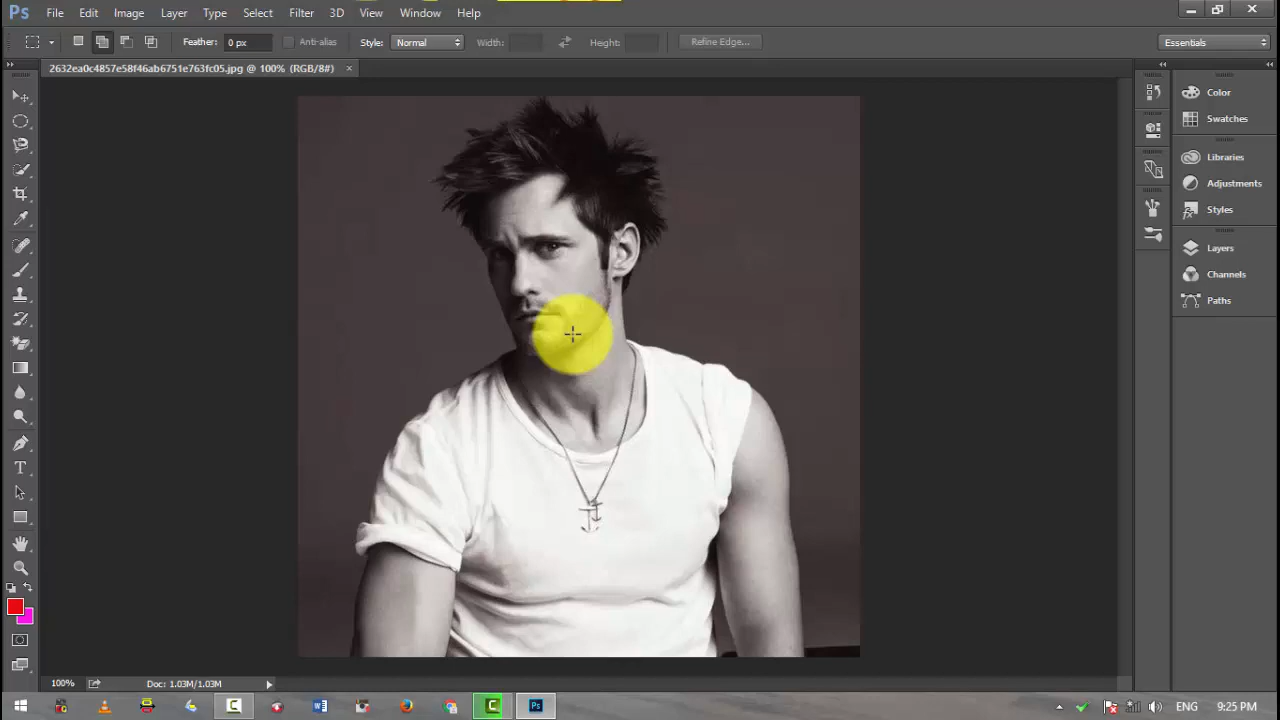 Ps File Edit Image Layer Type Select Filter 3D View Window Help
Feather: 0 px Anti-alias Style: Normal Width: Height: Refine Edge... Essentials
2632ea0c4857e58f46ab6751e763fc05.jpg @ 100% (RGB/8#) ×
Color
Swatches
Libraries
Adjustments
Styles
Layers
Channels
Paths
T
100% Doc: 1.03M/1.03M
W C Ps ENG 9:25 PM